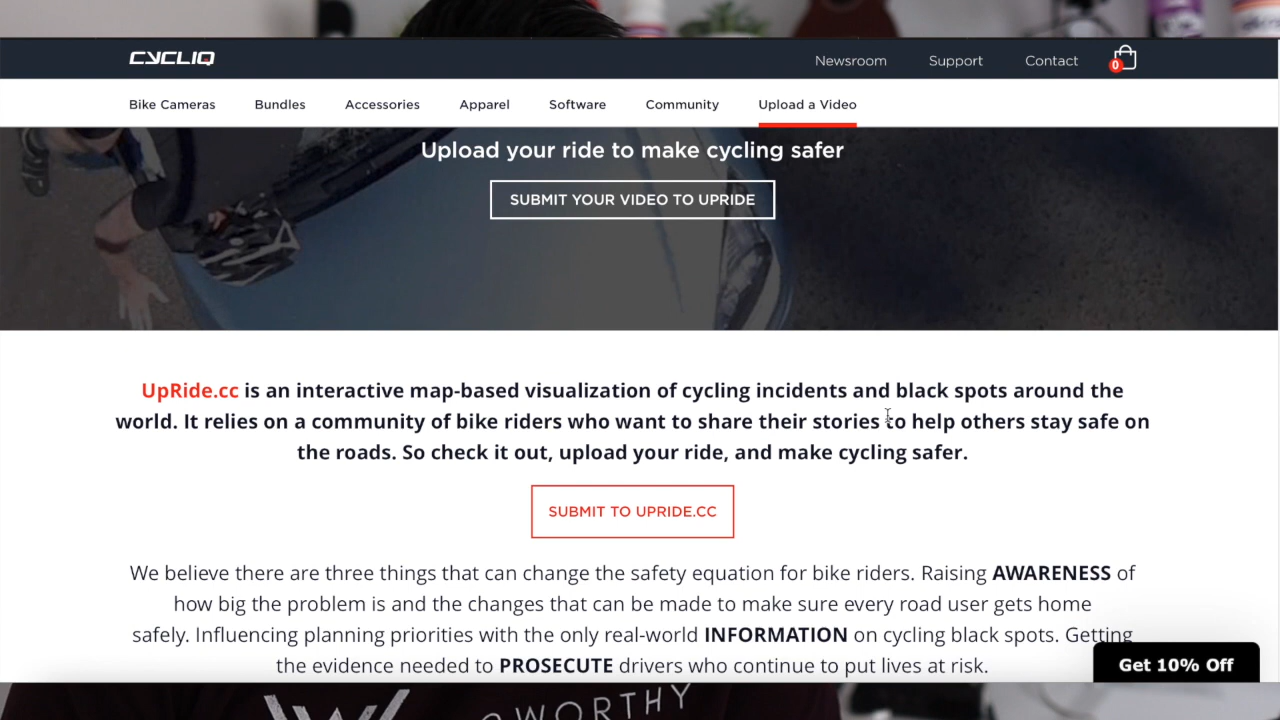 CYCLIQ
Newsroom Support Contact
0
Bike Cameras Bundles Accessories Apparel Software Community Upload a Video
Upload your ride to make cycling safer
SUBMIT YOUR VIDEO TO UPRIDE
UpRide.cc is an interactive map-based visualization of cycling incidents and black spots around the
world. It relies on a community of bike riders who want to share their stories to help others stay safe on
the roads. So check it out, upload your ride, and make cycling safer.
SUBMIT TO UPRIDE.CC
We believe there are three things that can change the safety equation for bike riders. Raising AWARENESS of
how big the problem is and the changes that can be made to make sure every road user gets home
safely. Influencing planning priorities with the only real-world INFORMATION on cycling black spots. Getting
the evidence needed to PROSECUTE drivers who continue to put lives at risk.
Get 10% Off